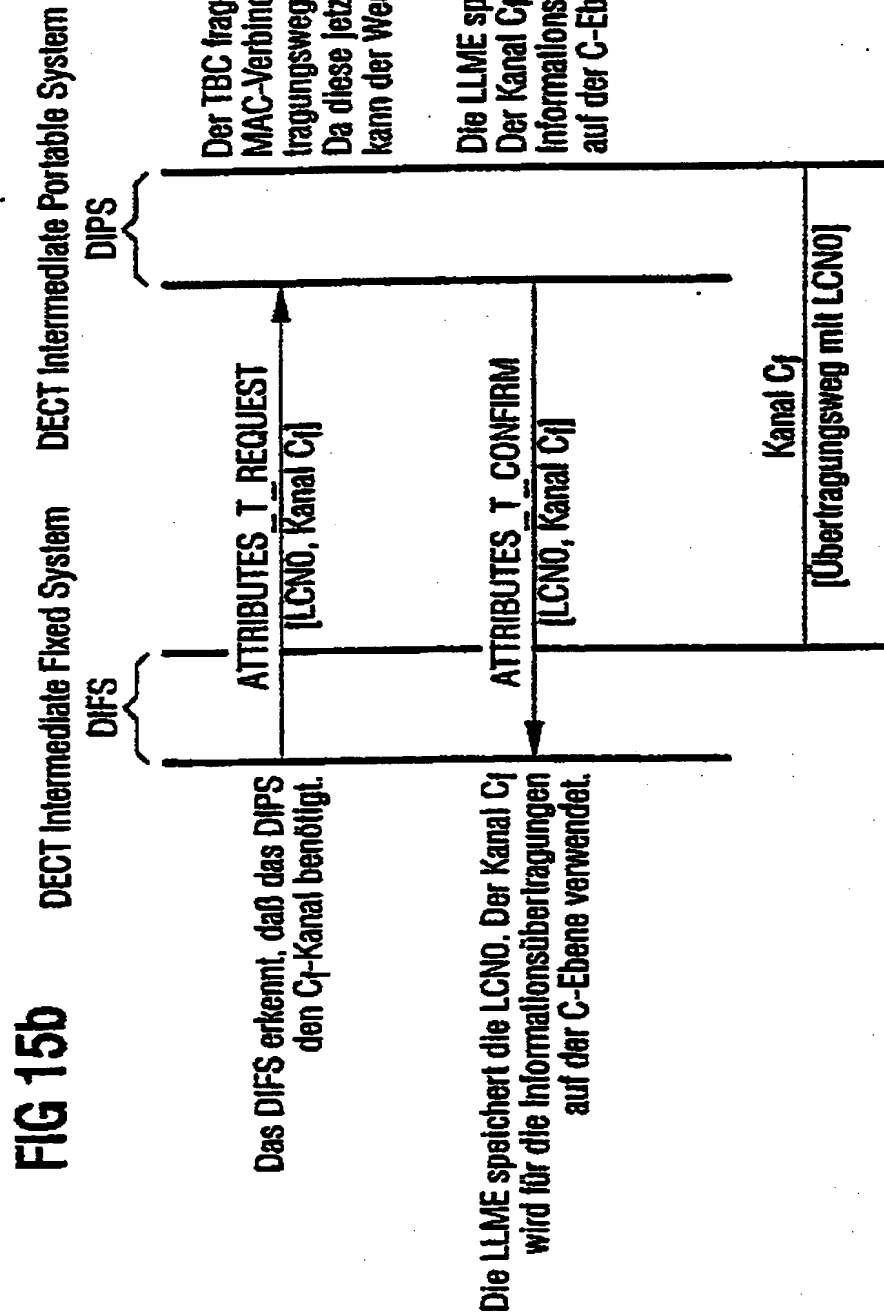 FIG 15b
DECT Intermediate Fixed System
DECT Intermediate Portable System
DIFS
DIPS
Das DIFS erkennt, daß das DIPS
den Cf-Kanal benötigt.
ATTRIBUTES_T_REQUEST
[LCN0, Kanal Cf]
Der TBC frag
MAC-Verbind
tragungsweg
Da diese jetz
kann der We
Die LLME speichert die LCN0. Der Kanal Cf
wird für die Informationsübertragungen
auf der C-Ebene verwendet.
ATTRIBUTES_T_CONFIRM
[LCN0, Kanal Cf]
Die LLME sp
Der Kanal Cf
Informations
auf der C-Eb
Kanal Cf
[Übertragungsweg mit LCN0]